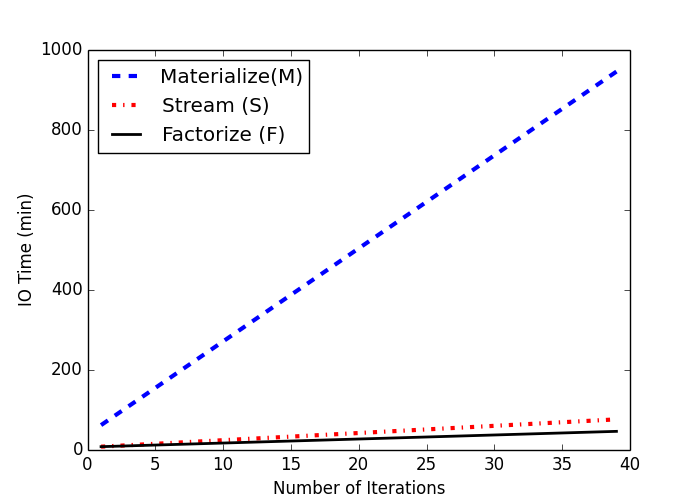 1000
800
600
400
200
0
IO Time (min)
Materialize(M)
Stream (S)
Factorize (F)
0 5 10 15 20 25 30 35 40
Number of Iterations